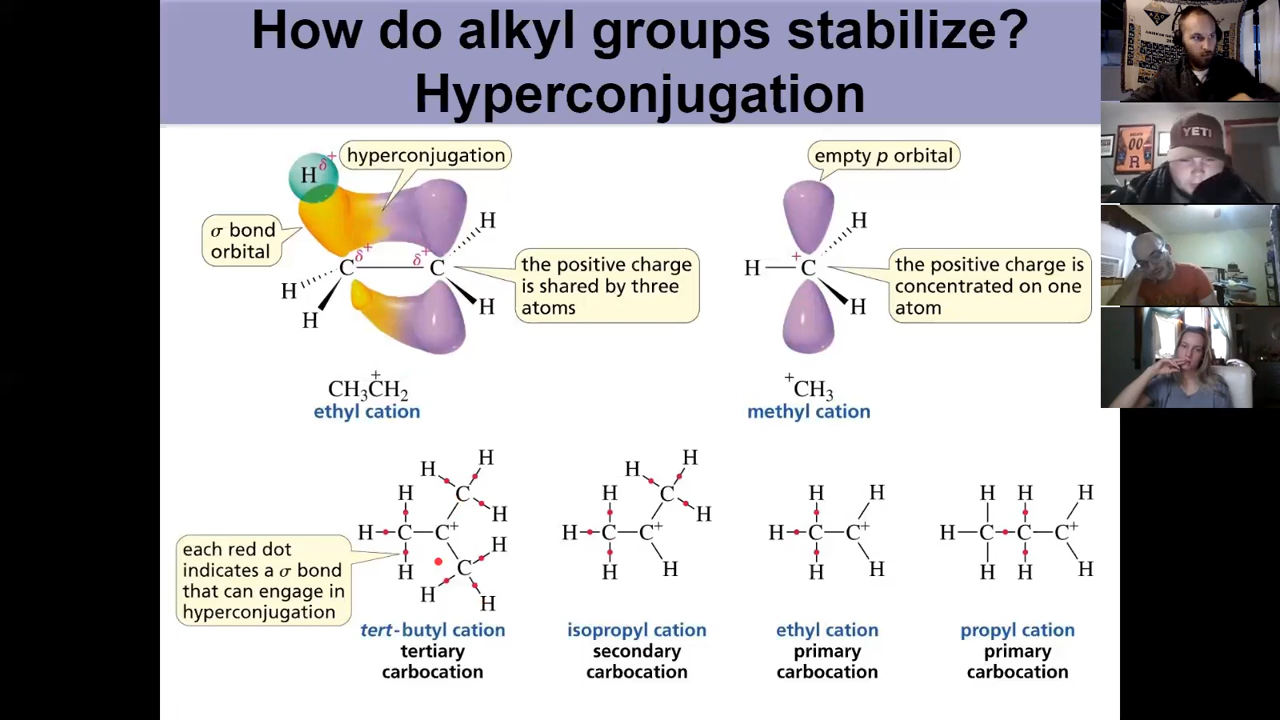 How do alkyl groups stabilize?
Hyperconjugation
hyperconjugation
H δ+
σ bond
orbital
H
C δ+ δ+ C
H
H
H
the positive charge
is shared by three
atoms
CH₃C⁺H₂
ethyl cation
empty p orbital
H
H C +
H
the positive charge is
concentrated on one
atom
⁺CH₃
methyl cation
each red dot
indicates a σ bond
that can engage in
hyperconjugation
H H
H C
H C C⁺ H
H H
C
H H
tert-butyl cation
tertiary
carbocation
H H
H C
H C C⁺ H
H H
isopropyl cation
secondary
carbocation
H H
H C C⁺
H H
ethyl cation
primary
carbocation
H H H
H C C C⁺
H H H
propyl cation
primary
carbocation
YETI
00
R